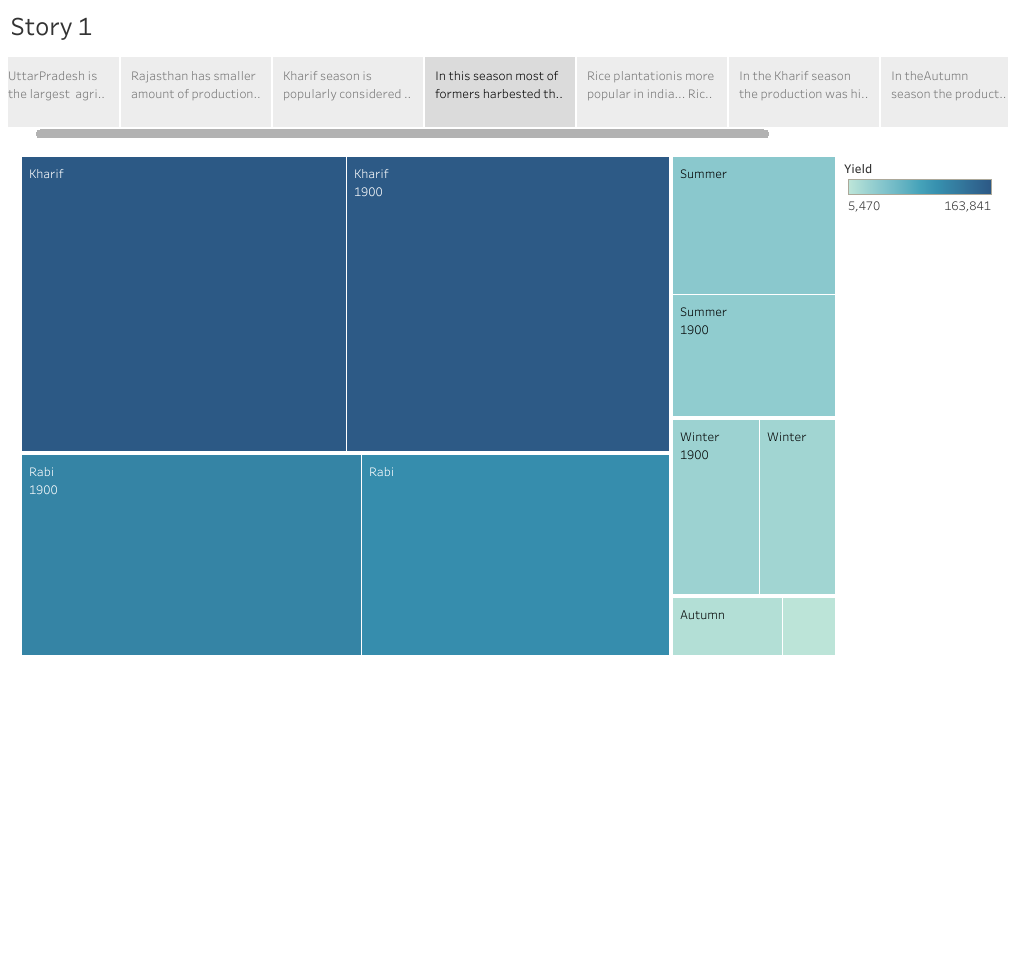 Story 1
UttarPradesh is
the largest agri..
Rajasthan has smaller
amount of production..
Kharif season is
popularly considered ..
In this season most of
formers harbested th..
Rice plantationis more
popular in india... Ric..
In the Kharif season
the production was hi..
In theAutumn
season the product..
Kharif
Kharif
1900
Summer
Yield
5,470
163,841
Summer
1900
Winter
1900
Winter
Rabi
1900
Rabi
Autumn